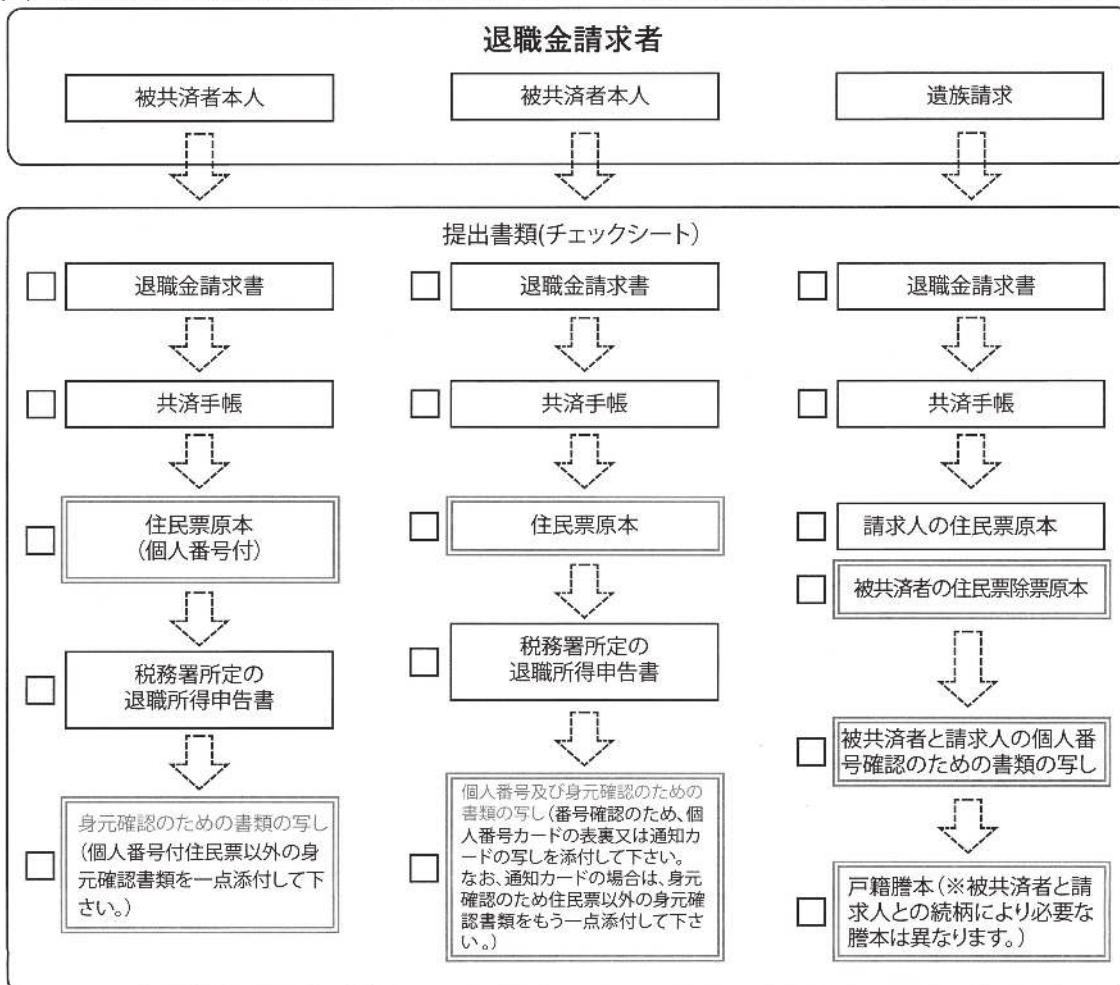 退職金請求者
被共済者本人
被共済者本人
遺族請求
提出書類(チェックシート)
退職金請求書
共済手帳
住民票原本
(個人番号付)
税務署所定の
退職所得申告書
身元確認のための書類の写し
(個人番号付住民票以外の身
元確認書類を一点添付して下
さい。)
退職金請求書
共済手帳
住民票原本
税務署所定の
退職所得申告書
個人番号及び身元確認のための
書類の写し(番号確認のため、個
人番号カードの表裏又は通知カ
ードの写しを添付して下さい。
なお、通知カードの場合は、身元
確認のため住民票以外の身元確
認書類をもう一点添付して下さ
い。)
退職金請求書
共済手帳
請求人の住民票原本
被共済者の住民票除票原本
被共済者と請求人の個人番
号確認のための書類の写し
戸籍謄本(※被共済者と請
求人との続柄により必要な
謄本は異なります。)